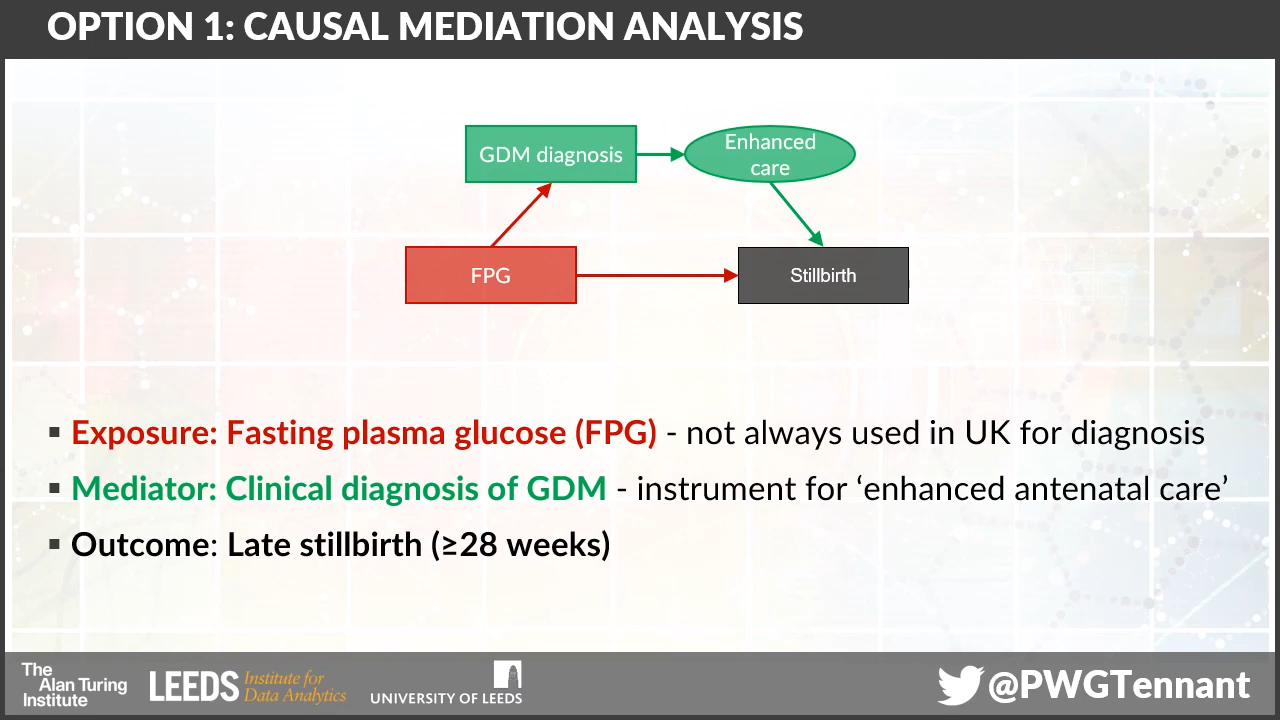 OPTION 1: CAUSAL MEDIATION ANALYSIS
GDM diagnosis
Enhanced
care
FPG
Stillbirth
▪ Exposure: Fasting plasma glucose (FPG) - not always used in UK for diagnosis
▪ Mediator: Clinical diagnosis of GDM - instrument for ‘enhanced antenatal care’
▪ Outcome: Late stillbirth (≥28 weeks)
The
Alan Turing
Institute
LEEDS Institute for
Data Analytics
UNIVERSITY OF LEEDS
@PWGTennant